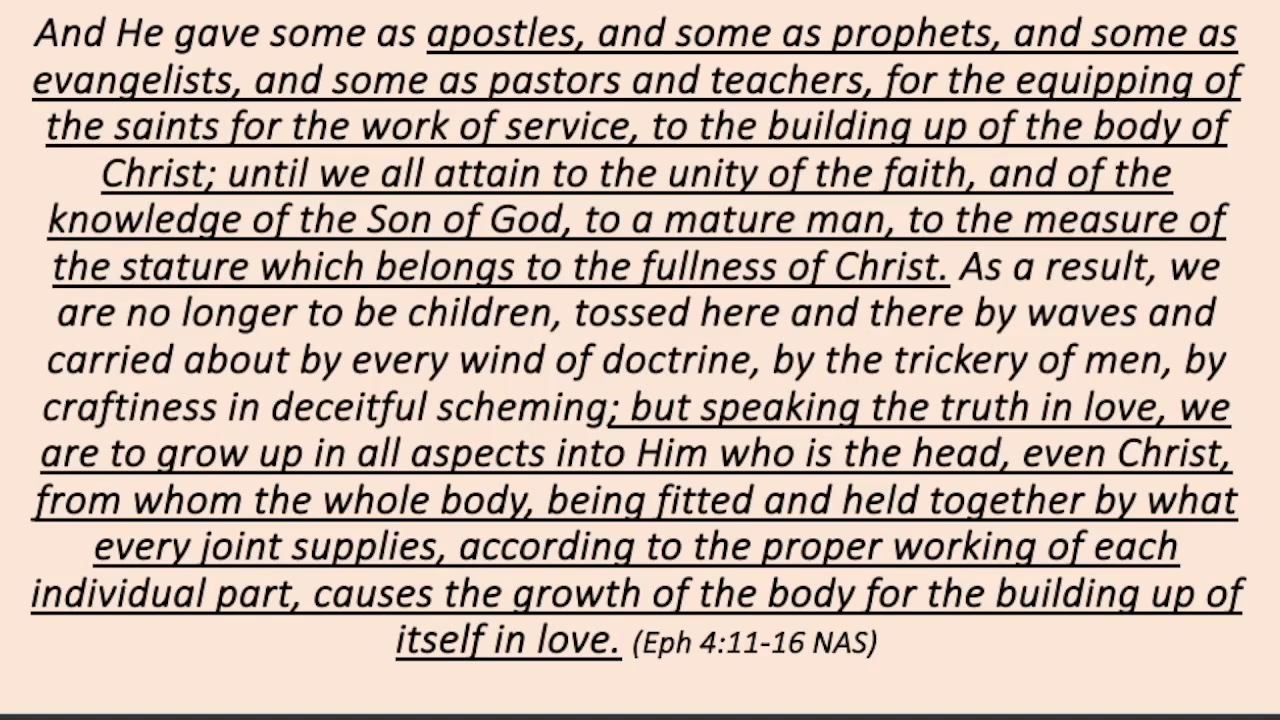 And He gave some as apostles, and some as prophets, and some as
evangelists, and some as pastors and teachers, for the equipping of
the saints for the work of service, to the building up of the body of
Christ; until we all attain to the unity of the faith, and of the
knowledge of the Son of God, to a mature man, to the measure of
the stature which belongs to the fullness of Christ. As a result, we
are no longer to be children, tossed here and there by waves and
carried about by every wind of doctrine, by the trickery of men, by
craftiness in deceitful scheming; but speaking the truth in love, we
are to grow up in all aspects into Him who is the head, even Christ,
from whom the whole body, being fitted and held together by what
every joint supplies, according to the proper working of each
individual part, causes the growth of the body for the building up of
itself in love. (Eph 4:11-16 NAS)